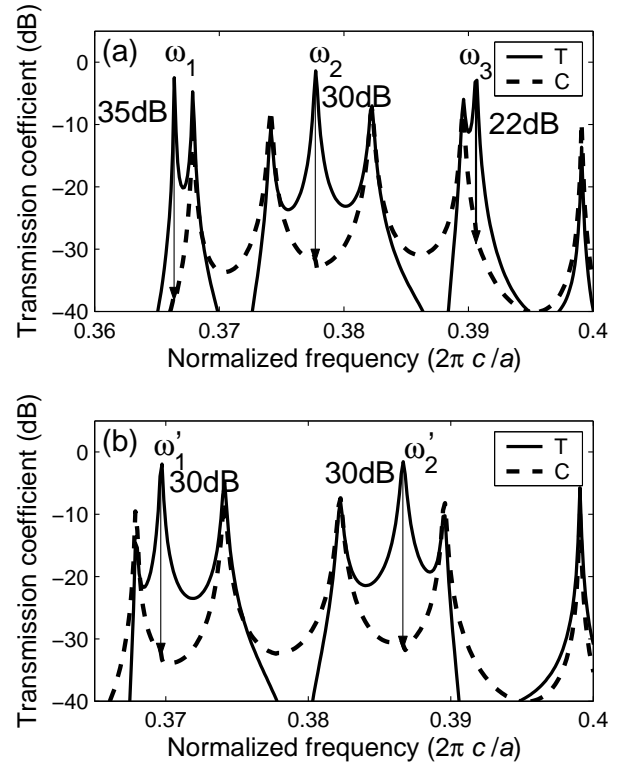 (a)
ω1
ω2
ω3
T
C
35dB
30dB
22dB
Transmission coefficient (dB)
0
−10
−20
−30
−40
0.36
0.37
0.38
0.39
0.4
Normalized frequency (2π c/a)
(b)
ω'1
ω'2
T
C
30dB
30dB
Transmission coefficient (dB)
0
−10
−20
−30
−40
0.37
0.38
0.39
0.4
Normalized frequency (2π c/a)